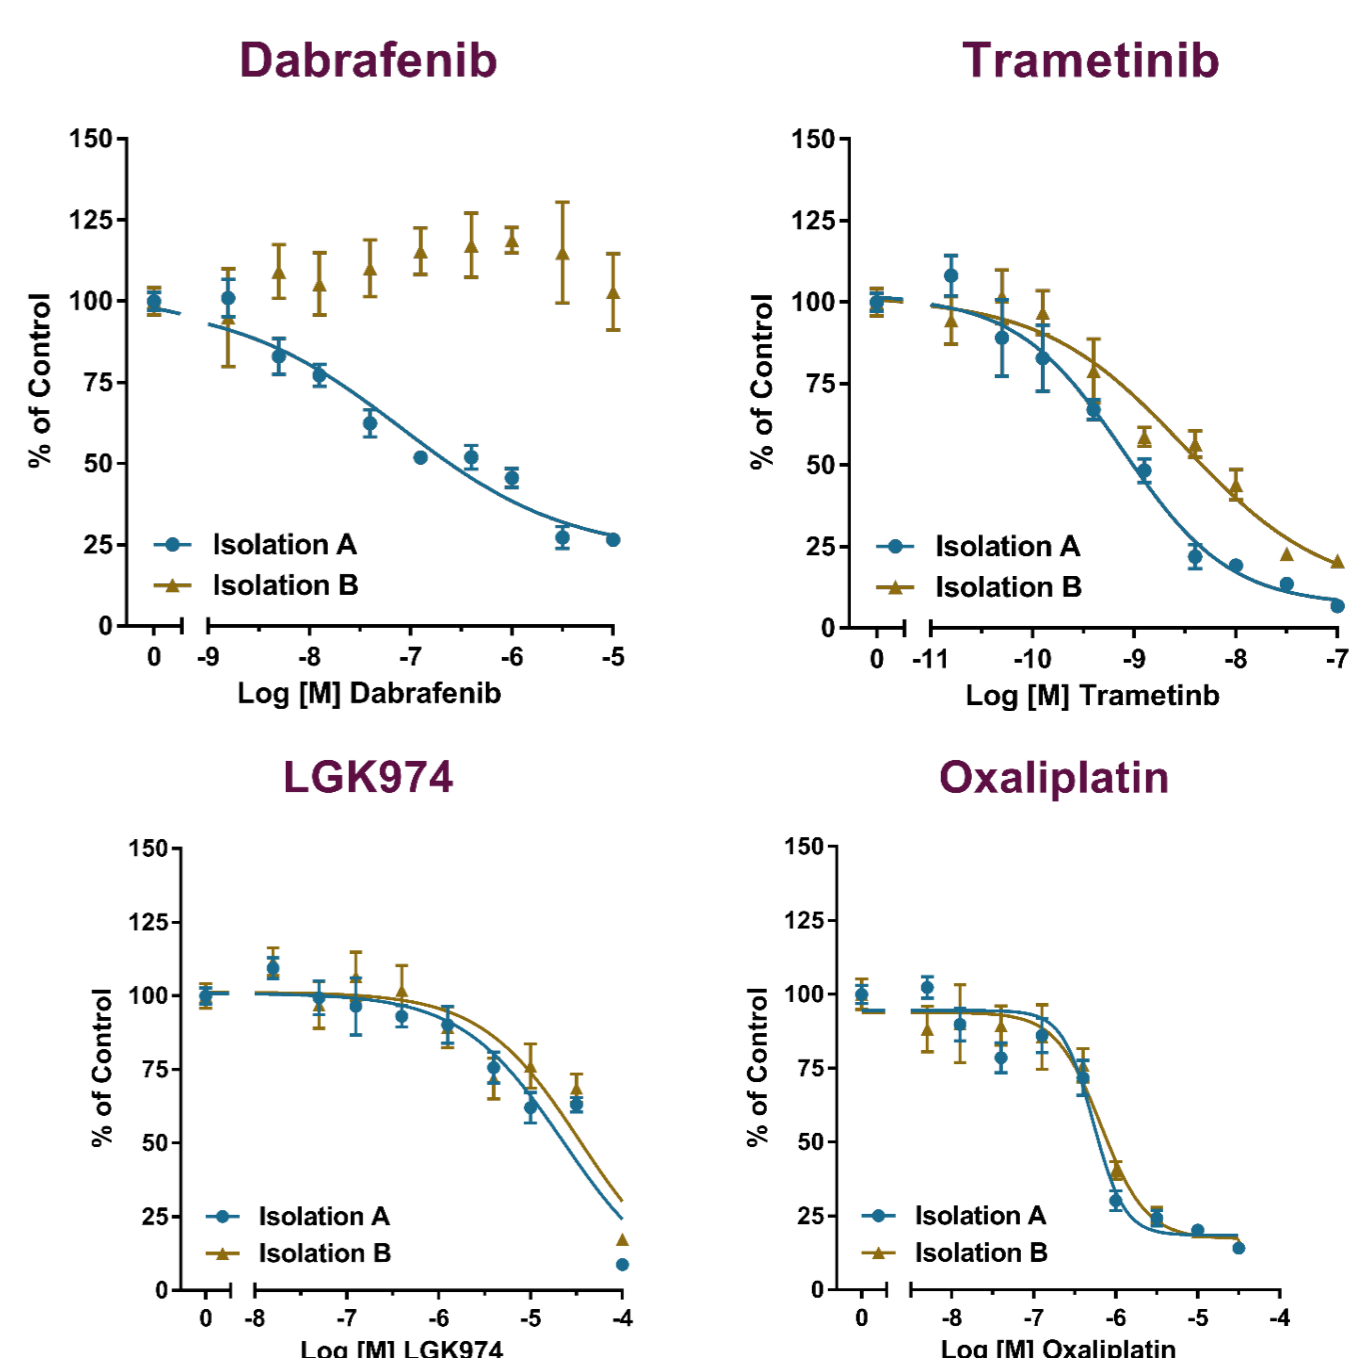 Dabrafenib
150
125
100
75
50
25
0
% of Control
Isolation A
Isolation B
0 -9 -8 -7 -6 -5
Log [M] Dabrafenib
Trametinib
150
125
100
75
50
25
0
% of Control
Isolation A
Isolation B
0 -11 -10 -9 -8 -7
Log [M] Trametinb
LGK974
150
125
100
75
50
25
0
% of Control
Isolation A
Isolation B
0 -8 -7 -6 -5 -4
Log [M] LGK974
Oxaliplatin
150
125
100
75
50
25
0
% of Control
Isolation A
Isolation B
0 -8 -7 -6 -5 -4
Log [M] Oxaliplatin